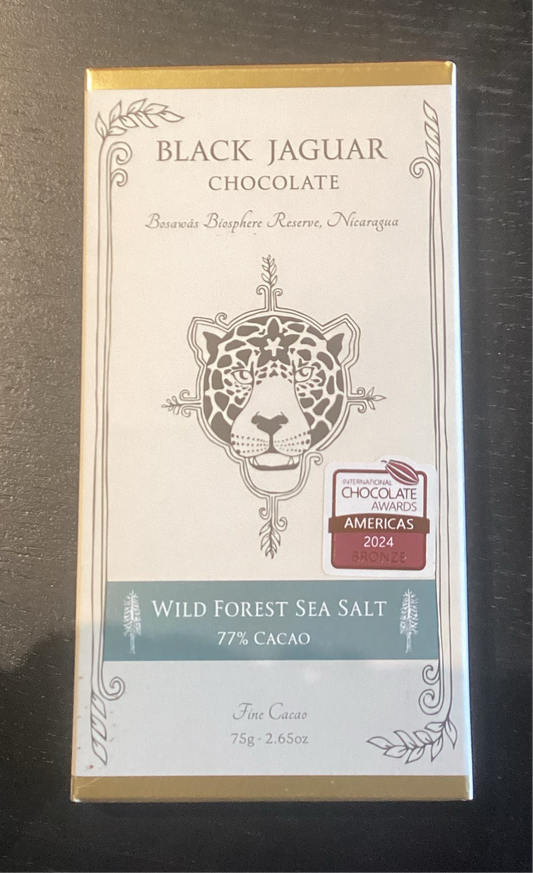 BLACK JAGUAR
CHOCOLATE
Bosawás Biosphere Reserve, Nicaragua
INTERNATIONAL
CHOCOLATE
AWARDS
AMERICAS
2024
BRONZE
WILD FOREST SEA SALT
77% CACAO
Fine Cacao
75g - 2.65oz